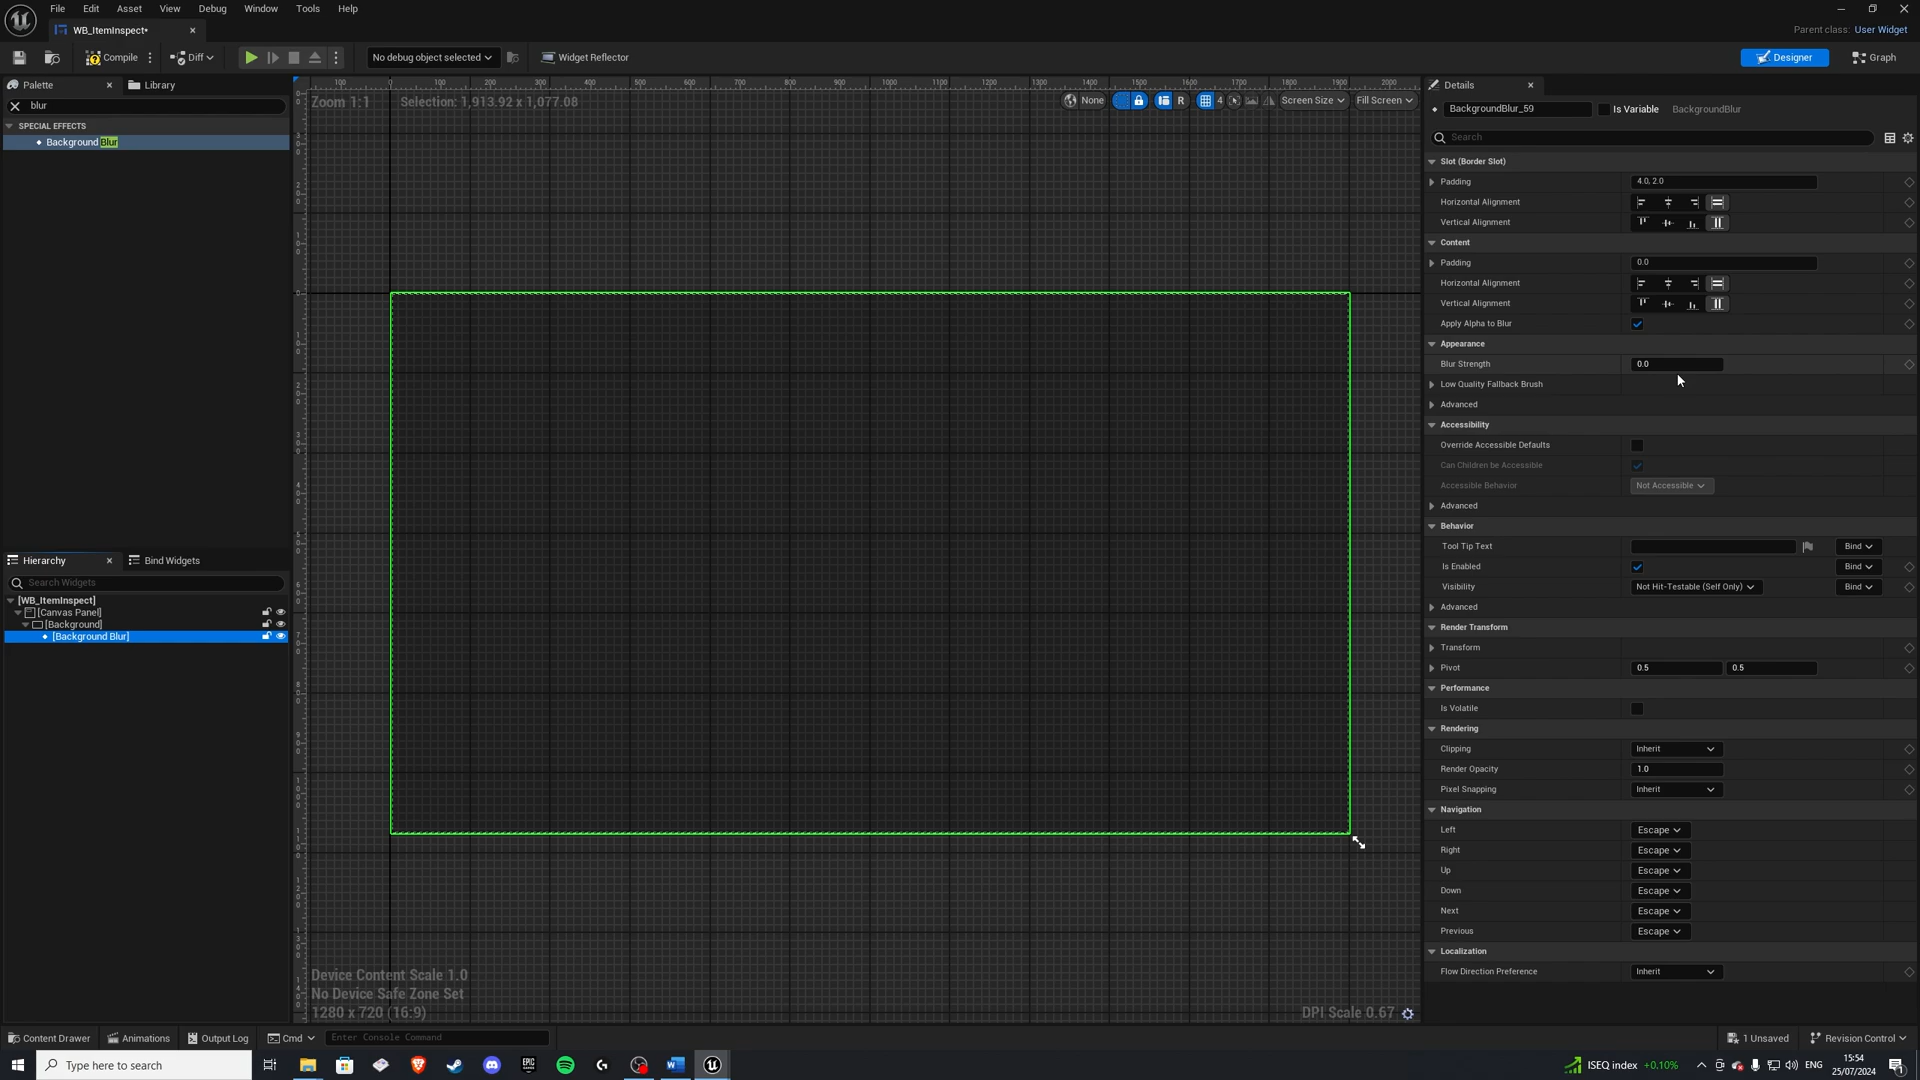 File Edit Asset View Debug Window Tools Help
WB_ItemInspect•
Parent class: User Widget
Compile Diff No debug object selected Widget Reflector Designer Graph
Palette Library
blur
SPECIAL EFFECTS
Background Blur
Zoom 1:1 Selection: 1,913.92 x 1,077.08
None R 4 Screen Size Fill Screen
Hierarchy Bind Widgets
Search Widgets
[WB_ItemInspect]
[Canvas Panel]
[Background]
[Background Blur]
Device Content Scale 1.0
No Device Safe Zone Set
1280 x 720 (16:9)
DPI Scale 0.67
Details
BackgroundBlur_59 Is Variable BackgroundBlur
Search
Slot (Border Slot)
Padding 4.0, 2.0
Horizontal Alignment
Vertical Alignment
Content
Padding 0.0
Horizontal Alignment
Vertical Alignment
Apply Alpha to Blur
Appearance
Blur Strength 0.0
Low Quality Fallback Brush
Advanced
Accessibility
Override Accessible Defaults
Can Children be Accessible
Accessible Behavior Not Accessible
Advanced
Behavior
Tool Tip Text Bind
Is Enabled Bind
Visibility Not Hit-Testable (Self Only) Bind
Advanced
Render Transform
Transform
Pivot 0.5 0.5
Performance
Is Volatile
Rendering
Clipping Inherit
Render Opacity 1.0
Pixel Snapping Inherit
Navigation
Left Escape
Right Escape
Up Escape
Down Escape
Next Escape
Previous Escape
Localization
Flow Direction Preference Inherit
Content Drawer Animations Output Log Cmd Enter Console Command 1 Unsaved Revision Control
Type here to search
EPIC
ISEQ index +0.10%
ENG
15:54
25/07/2024